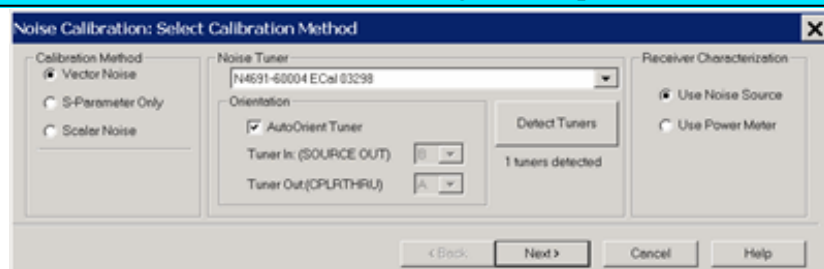 Noise Calibration: Select Calibration Method
Calibration Method
Vector Noise
S-Parameter Only
Scalar Noise
Noise Tuner
N4691-60004 ECal 03298
Orientation
AutoOrient Tuner
Tuner In: (SOURCE OUT)
B
Tuner Out:(CPLRTHRU)
A
Detect Tuners
1 tuners detected
Receiver Characterization
Use Noise Source
Use Power Meter
<Back
Next >
Cancel
Help